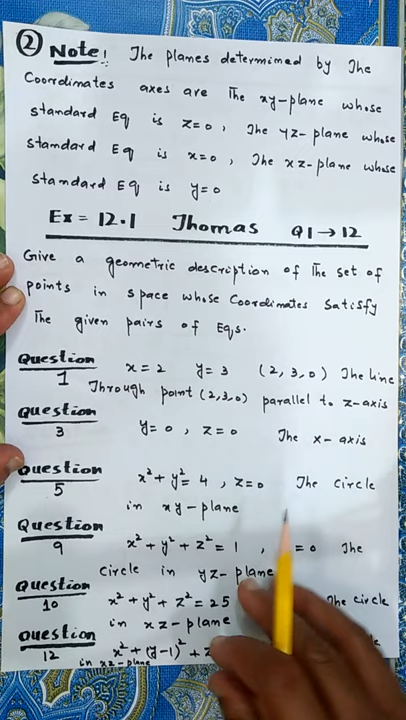 ② Note! The planes determined by The
Coordinates axes are The xy-plane whose
standard Eq is z=0, The yz-plane whose
standard Eq is x=0, The xz-plane whose
standard Eq is y=0
Ex = 12.1 Thomas Q1→12
Give a geometric description of The set of
points in space whose Coordinates Satisfy
The given pairs of Eqs.
Question 1 x=2 y=3 (2,3,0) The line
Through point (2,3,0) parallel to z-axis
Question 3 y=0, z=0 The x-axis
Question 5 x²+y²=4, z=0 The circle
in xy-plane
Question 9 x²+y²+z²=1, =0 The
circle in yz-plane
Question 10 x²+y²+z²=25 The circle
in xz-plane
Question 12 x²+(y-1)²+z
in xz-plane